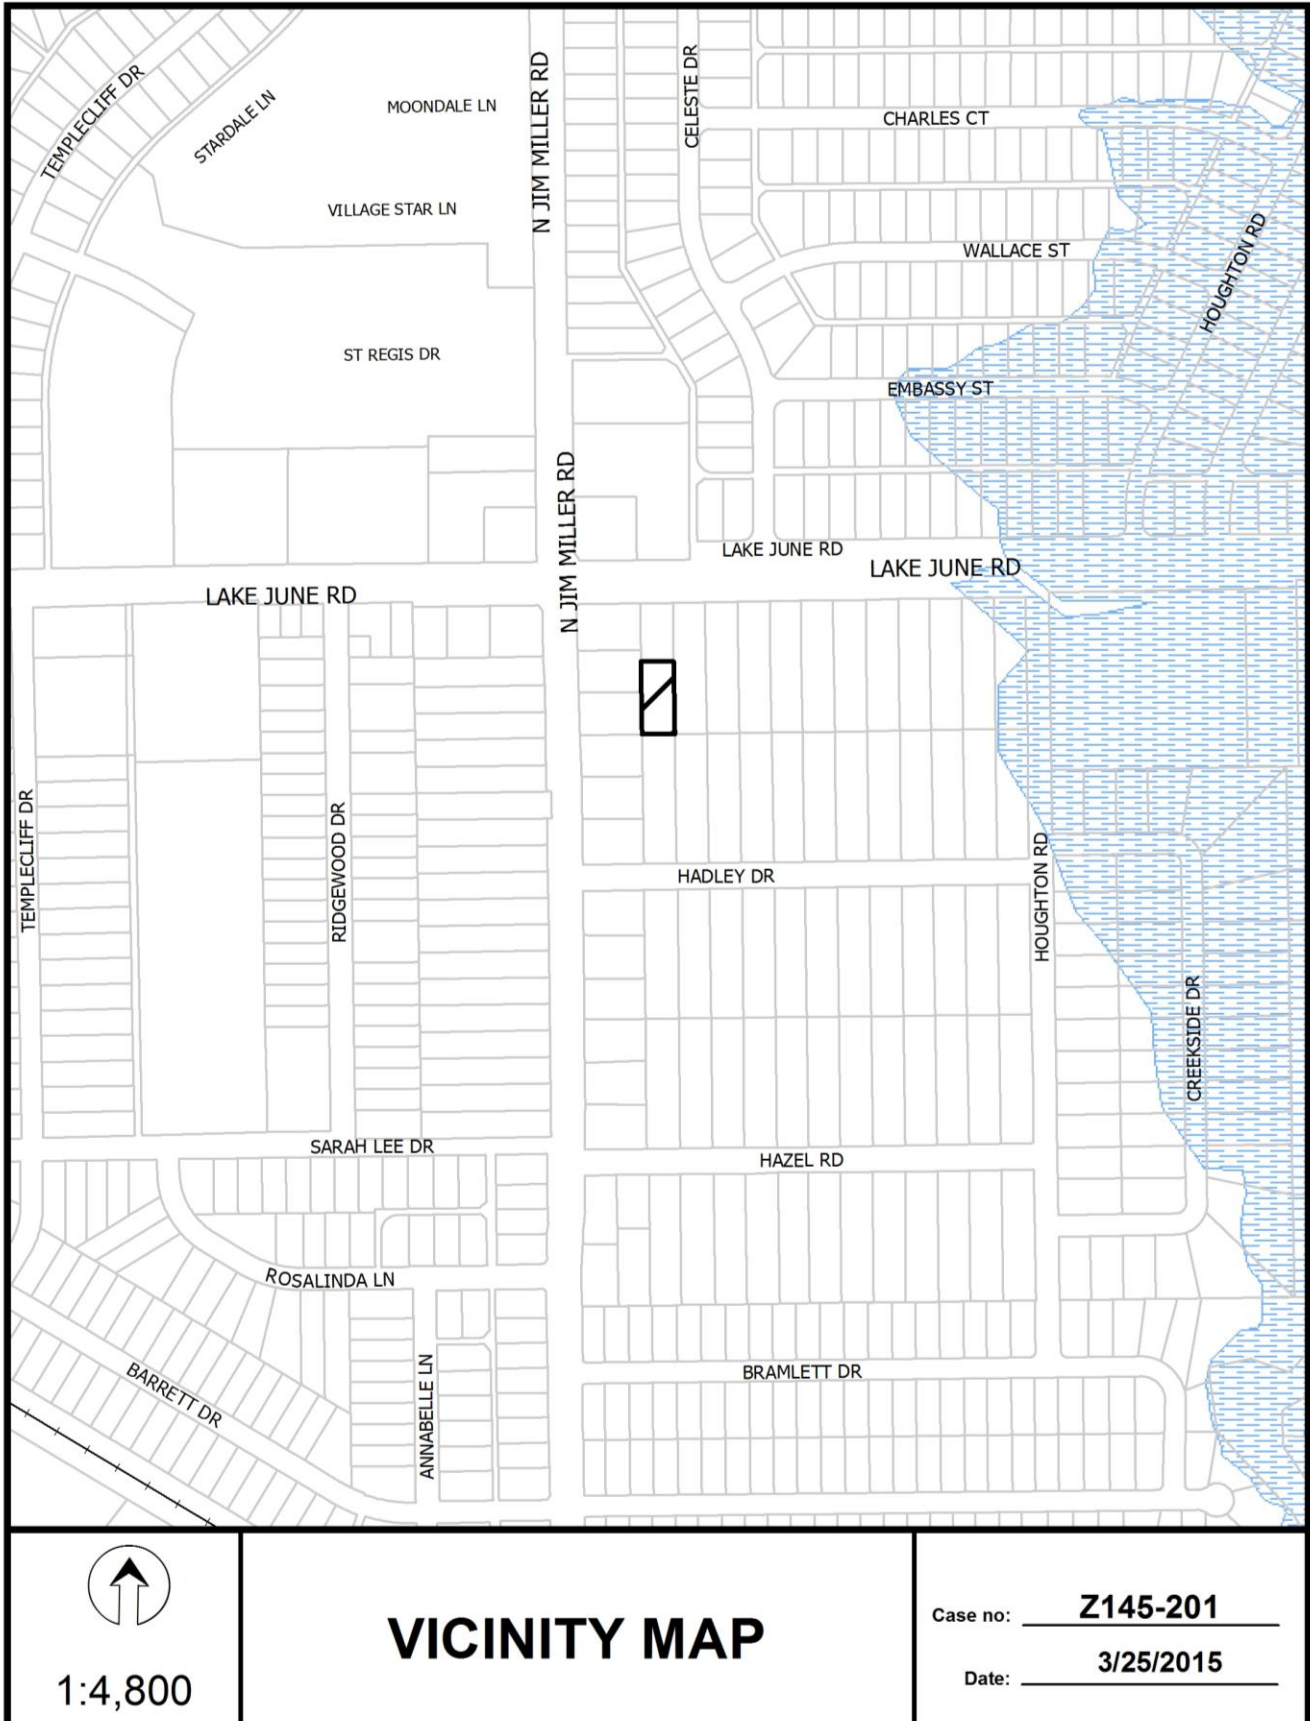 TEMPLECLIFF DR
STARDALE LN
MOONDALE LN
N JIM MILLER RD
CELESTE DR
CHARLES CT
VILLAGE STAR LN
WALLACE ST
HOUGHTON RD
ST REGIS DR
EMBASSY ST
N JIM MILLER RD
LAKE JUNE RD
LAKE JUNE RD
LAKE JUNE RD
TEMPLECLIFF DR
RIDGEWOOD DR
HADLEY DR
HOUGHTON RD
CREEKSIDE DR
SARAH LEE DR
HAZEL RD
ROSALINDA LN
BARRETT DR
ANNABELLE LN
BRAMLETT DR
1:4,800
VICINITY MAP
Case no: Z145-201
Date: 3/25/2015